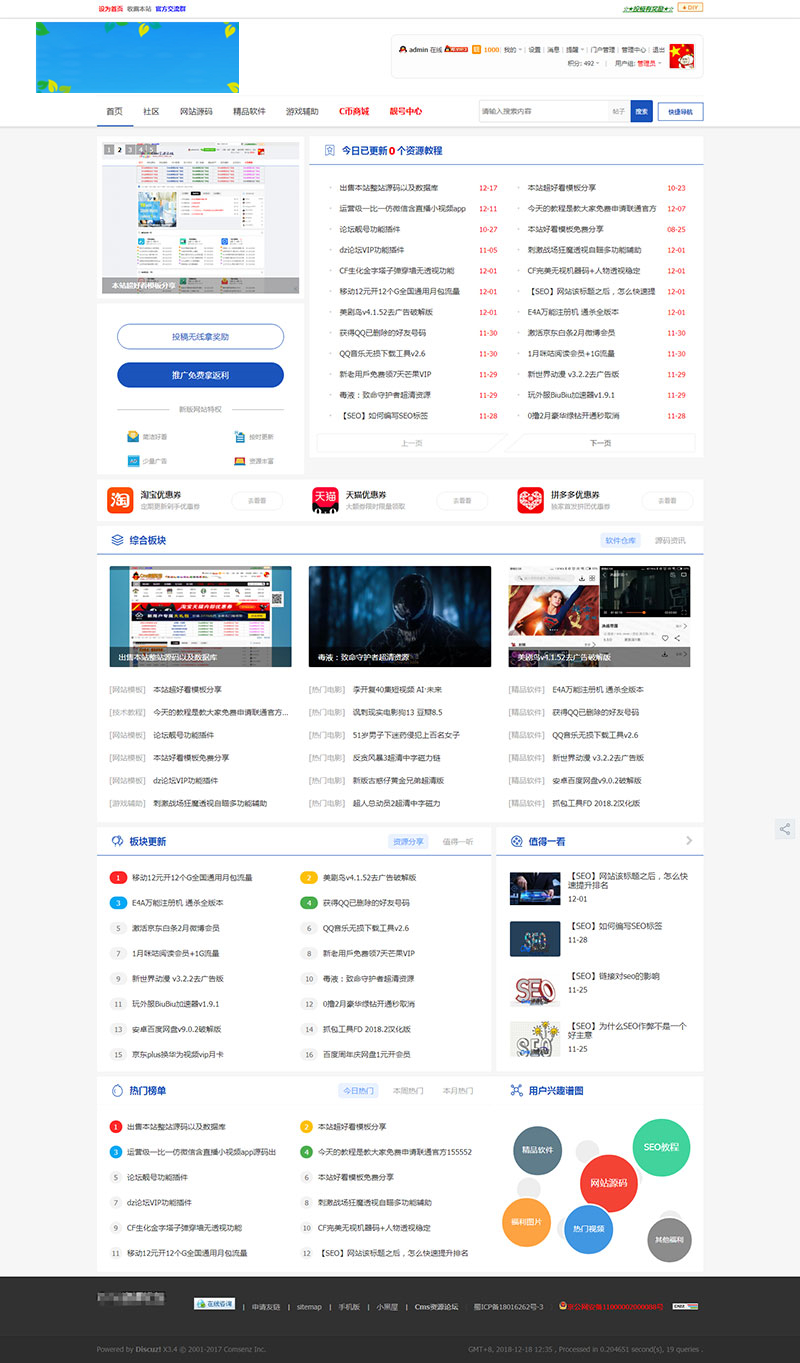 设为首页 收藏本站 官方交流群
☆★投稿有奖励★☆ DIY
admin 在线 1000 我的 | 设置 | 消息 | 提醒 | 门户管理 | 管理中心 | 退出
积分: 492 | 用户组: 管理员
首页 社区 网站源码 精品软件 游戏辅助 C币商城 靓号中心
请输入搜索内容 帖子 搜索 快捷导航
1 2 3 4 5
本站超好看模板分享
今日已更新 0 个资源教程
出售本站整站源码以及数据库 12-17 本站超好看模板分享 10-23
运营级一比一仿微信含直播小视频app 12-11 今天的教程是教大家免费申请联通官方 12-07
论坛靓号功能插件 10-27 本站好看模板免费分享 08-25
dz论坛VIP功能插件 11-05 刺激战场狂魔透视自瞄多功能辅助 12-01
CF生化金字塔子弹穿墙无透视功能 12-01 CF完美无视机器码+人物透视稳定 12-01
移动12元开12个G全国通用月包流量 12-01 【SEO】网站该标题之后，怎么快速提 12-01
美剧鸟v4.1.52去广告破解版 12-01 E4A万能注册机 通杀全版本 12-01
获得QQ已删除的好友号码 11-30 激活京东白条2月微博会员 11-30
QQ音乐无损下载工具v2.6 11-30 1月咪咕阅读会员+1G流量 11-30
新老用戶免费领7天芒果VIP 11-29 新世界动漫 v3.2.2去广告版 11-29
毒液：致命守护者超清资源 11-29 玩外服BiuBiu加速器v1.9.1 11-29
【SEO】如何编写SEO标签 11-28 0撸2月豪华绿钻开通秒取消 11-28
上一页 下一页
投稿无线拿奖励
推广免费拿返利
新版网站特权
简洁好看 按时更新
少量广告 资源丰富
淘 淘宝优惠券 去看看
定期更新剁手优惠券
天猫 天猫优惠券 去看看
大额券限时限量领取
拼多多优惠券 去看看
独家首发拼团优惠券
综合板块 软件仓库 源码资讯
出售本站整站源码以及数据库
毒液：致命守护者超清资源
美剧鸟v4.1.52去广告破解版
[网站模板] 本站超好看模板分享 [热门电影] 李开复40集短视频 AI·未来 [精品软件] E4A万能注册机 通杀全版本
[技术教程] 今天的教程是教大家免费申请联通官方... [热门电影] 讽刺现实电影狗13 豆瓣8.5 [精品软件] 获得QQ已删除的好友号码
[网站模板] 论坛靓号功能插件 [热门电影] 51岁男子下迷药侵犯上百名女子 [精品软件] QQ音乐无损下载工具v2.6
[网站模板] 本站好看模板免费分享 [热门电影] 反贪风暴3超清中字磁力链 [精品软件] 新世界动漫 v3.2.2去广告版
[网站模板] dz论坛VIP功能插件 [热门电影] 新版古惑仔黄金兄弟超清版 [精品软件] 安卓百度网盘v9.0.2破解版
[游戏辅助] 刺激战场狂魔透视自瞄多功能辅助 [热门电影] 超人总动员2超清中字磁力 [精品软件] 抓包工具FD 2018.2汉化版
板块更新 资源分享 值得一听
1 移动12元开12个G全国通用月包流量 2 美剧鸟v4.1.52去广告破解版
3 E4A万能注册机 通杀全版本 4 获得QQ已删除的好友号码
5 激活京东白条2月微博会员 6 QQ音乐无损下载工具v2.6
7 1月咪咕阅读会员+1G流量 8 新老用戶免费领7天芒果VIP
9 新世界动漫 v3.2.2去广告版 10 毒液：致命守护者超清资源
11 玩外服BiuBiu加速器v1.9.1 12 0撸2月豪华绿钻开通秒取消
13 安卓百度网盘v9.0.2破解版 14 抓包工具FD 2018.2汉化版
15 京东plus换华为视频vip月卡 16 百度周年庆网盘1元开会员
值得一看
【SEO】网站该标题之后，怎么快
速提升排名
12-01
【SEO】如何编写SEO标签
11-28
【SEO】链接对seo的影响
11-25
【SEO】为什么SEO作弊不是一个
好主意
11-25
热门榜单 今日热门 本周热门 本月热门
1 出售本站整站源码以及数据库 2 本站超好看模板分享
3 运营级一比一仿微信含直播小视频app源码出 4 今天的教程是教大家免费申请联通官方155552
5 论坛靓号功能插件 6 本站好看模板免费分享
7 dz论坛VIP功能插件 8 刺激战场狂魔透视自瞄多功能辅助
9 CF生化金字塔子弹穿墙无透视功能 10 CF完美无视机器码+人物透视稳定
11 移动12元开12个G全国通用月包流量 12 【SEO】网站该标题之后，怎么快速提升排名
用户兴趣谱图
精品软件
SEO教程
网站源码
福利图片
热门视频
其他福利
在线咨询 | 申请友链 | sitemap | 手机版 | 小黑屋 | Cms资源论坛 蜀ICP备18016262号-3
Powered by Discuz! X3.4 © 2001-2017 Comsenz Inc.
GMT+8, 2018-12-18 12:35 , Processed in 0.204651 second(s), 19 queries .